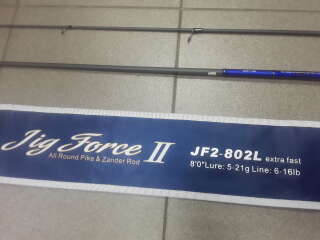 Jig Force II
All Round Pike & Zander Rod
JF2-802L extra fast
8'0"Lure: 5-21g Line: 6-16lb